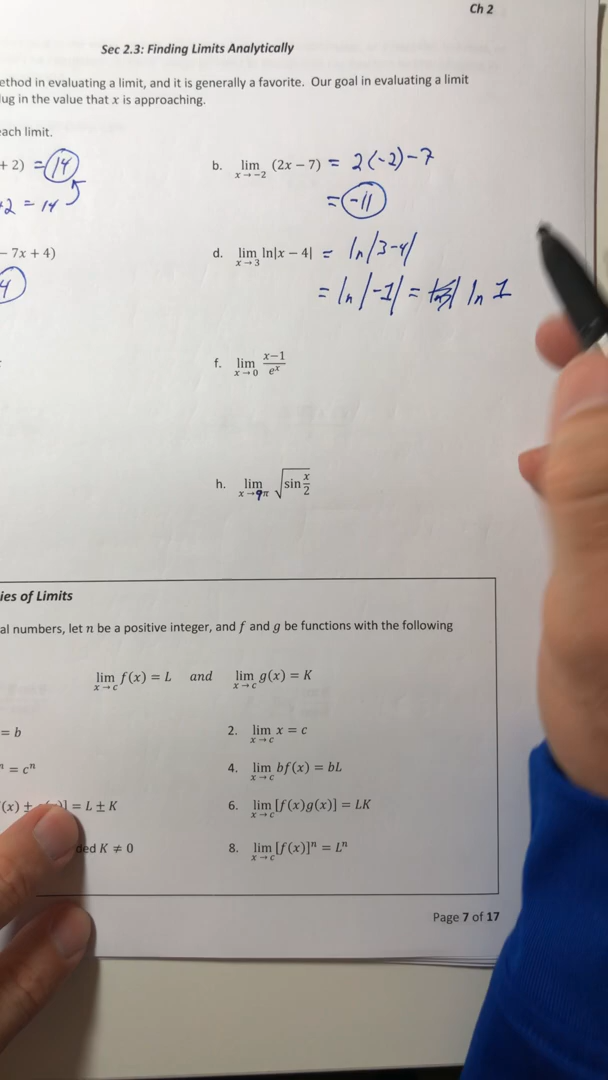 Ch 2
Sec 2.3: Finding Limits Analytically
ethod in evaluating a limit, and it is generally a favorite. Our goal in evaluating a limit
lug in the value that x is approaching.
each limit.
+ 2) = 14
+2 = 14
b. lim x→−2 (2x − 7) = 2(-2)-7
= -11
− 7x + 4)
4
d. lim x→3 ln|x − 4| = ln|3-4|
= ln|-1| = ln 1
f. lim x→0 x−1/eˣ
h. lim x→9π √(sin x/2)
ies of Limits
al numbers, let n be a positive integer, and f and g be functions with the following
lim x→c f(x) = L and lim x→c g(x) = K
= b
2. lim x→c x = c
ⁿ = cⁿ
4. lim x→c bf(x) = bL
(x) ± = L ± K
6. lim x→c [f(x)g(x)] = LK
ded K ≠ 0
8. lim x→c [f(x)]ⁿ = Lⁿ
Page 7 of 17